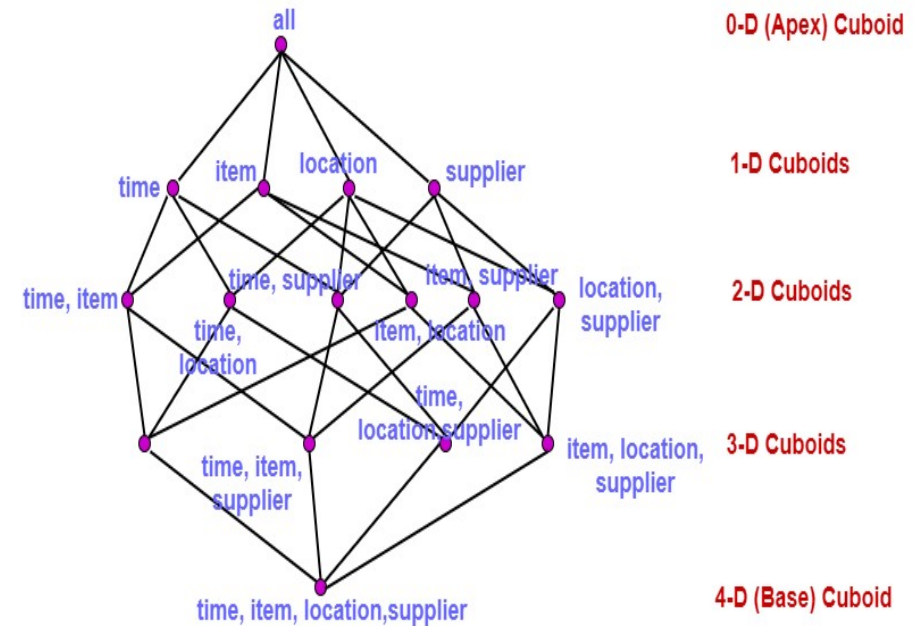 all
0-D (Apex) Cuboid
time
item
location
supplier
1-D Cuboids
time, item
time, supplier
item, supplier
location,
supplier
2-D Cuboids
time,
location
item, location
time,
location,supplier
time, item,
supplier
item, location,
supplier
3-D Cuboids
time, item, location,supplier
4-D (Base) Cuboid